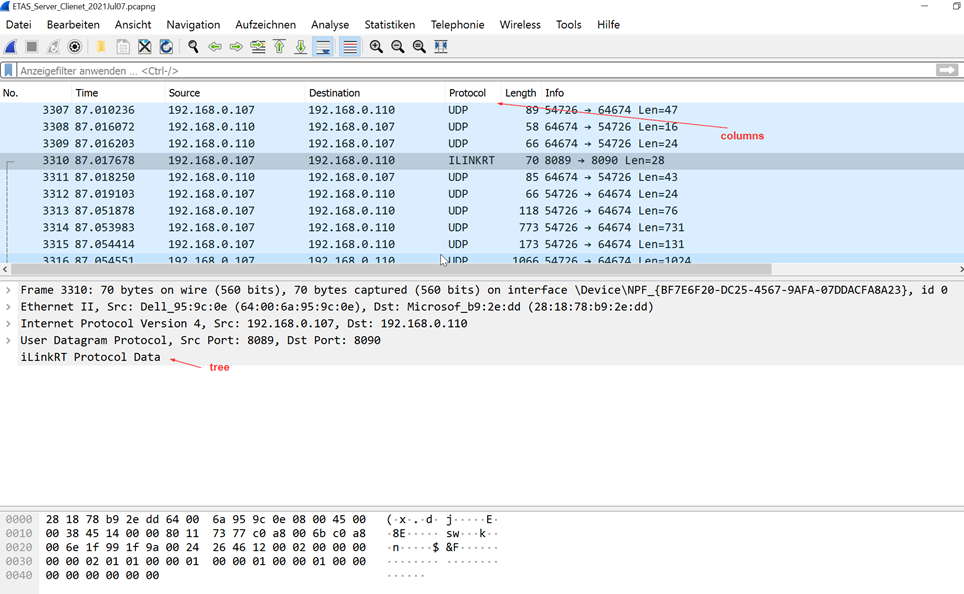 ETAS_Server_Clienet_2021Jul07.pcapng
Datei Bearbeiten Ansicht Navigation Aufzeichnen Analyse Statistiken Telephonie Wireless Tools Hilfe
Anzeigefilter anwenden ... <Ctrl-/>
No. Time Source Destination Protocol Length Info
3307 87.010236 192.168.0.107 192.168.0.110 UDP 89 54726 → 64674 Len=47
3308 87.016072 192.168.0.110 192.168.0.107 UDP 58 64674 → 54726 Len=16
columns
3309 87.016203 192.168.0.110 192.168.0.107 UDP 66 64674 → 54726 Len=24
3310 87.017678 192.168.0.107 192.168.0.110 ILINKRT 70 8089 → 8090 Len=28
3311 87.018250 192.168.0.110 192.168.0.107 UDP 85 64674 → 54726 Len=43
3312 87.019103 192.168.0.107 192.168.0.110 UDP 66 54726 → 64674 Len=24
3313 87.051878 192.168.0.107 192.168.0.110 UDP 118 54726 → 64674 Len=76
3314 87.053983 192.168.0.107 192.168.0.110 UDP 773 54726 → 64674 Len=731
3315 87.054414 192.168.0.107 192.168.0.110 UDP 173 54726 → 64674 Len=131
3316 87.054551 192.168.0.107 192.168.0.110 UDP 1066 54726 → 64674 Len=1024
Frame 3310: 70 bytes on wire (560 bits), 70 bytes captured (560 bits) on interface \Device\NPF_{BF7E6F20-DC25-4567-9AFA-07DDACFA8A23}, id 0
Ethernet II, Src: Dell_95:9c:0e (64:00:6a:95:9c:0e), Dst: Microsof_b9:2e:dd (28:18:78:b9:2e:dd)
Internet Protocol Version 4, Src: 192.168.0.107, Dst: 192.168.0.110
User Datagram Protocol, Src Port: 8089, Dst Port: 8090
iLinkRT Protocol Data
tree
0000 28 18 78 b9 2e dd 64 00 6a 95 9c 0e 08 00 45 00 (·x·.·d· j·····E·
0010 00 38 45 14 00 00 80 11 73 77 c0 a8 00 6b c0 a8 ·8E····· sw···k··
0020 00 6e 1f 99 1f 9a 00 24 26 46 12 00 02 00 00 00 ·n·····$ &F······
0030 00 00 02 01 01 00 00 01 00 00 01 00 00 01 00 00 ········ ········
0040 00 00 00 00 00 00 ······